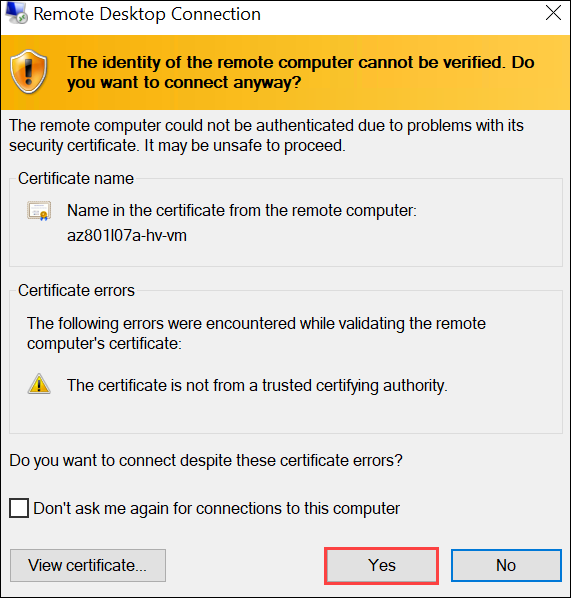 Remote Desktop Connection
The identity of the remote computer cannot be verified. Do
you want to connect anyway?
The remote computer could not be authenticated due to problems with its
security certificate. It may be unsafe to proceed.
Certificate name
Name in the certificate from the remote computer:
az801l07a-hv-vm
Certificate errors
The following errors were encountered while validating the remote
computer's certificate:
The certificate is not from a trusted certifying authority.
Do you want to connect despite these certificate errors?
Don't ask me again for connections to this computer
View certificate...
Yes
No